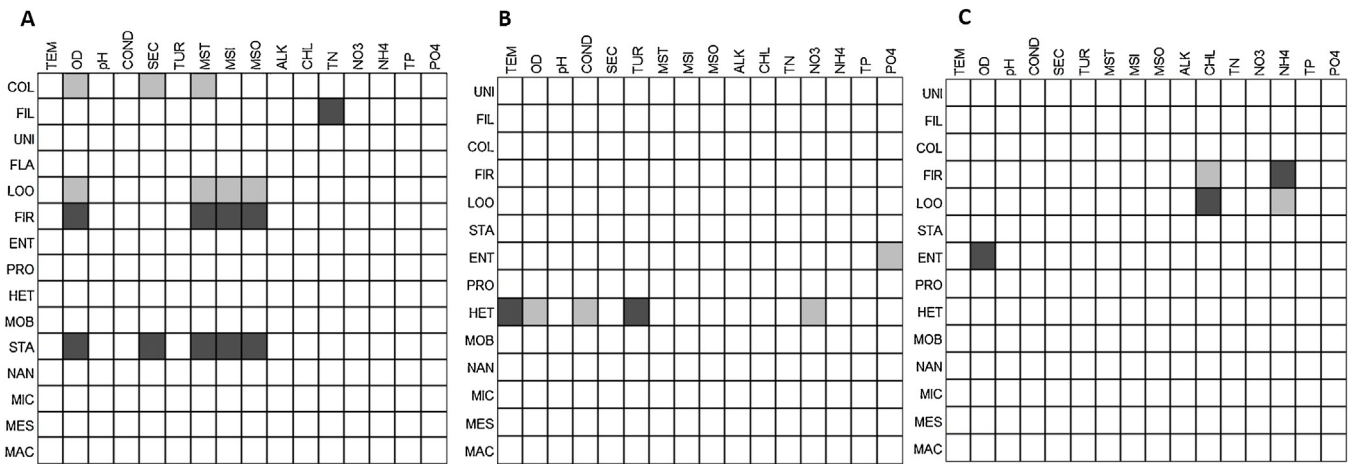 A
TEM OD pH COND SEC TUR MST MSI MSO ALK CHL TN NO3 NH4 TP PO4
COL
FIL
UNI
FLA
LOO
FIR
ENT
PRO
HET
MOB
STA
NAN
MIC
MES
MAC
B
TEM OD pH COND SEC TUR MST MSI MSO ALK CHL TN NO3 NH4 TP PO4
UNI
FIL
COL
FIR
LOO
STA
ENT
PRO
HET
MOB
NAN
MIC
MES
MAC
C
TEM OD pH COND SEC TUR MST MSI MSO ALK CHL TN NO3 NH4 TP PO4
UNI
FIL
COL
FIR
LOO
STA
ENT
PRO
HET
MOB
NAN
MIC
MES
MAC